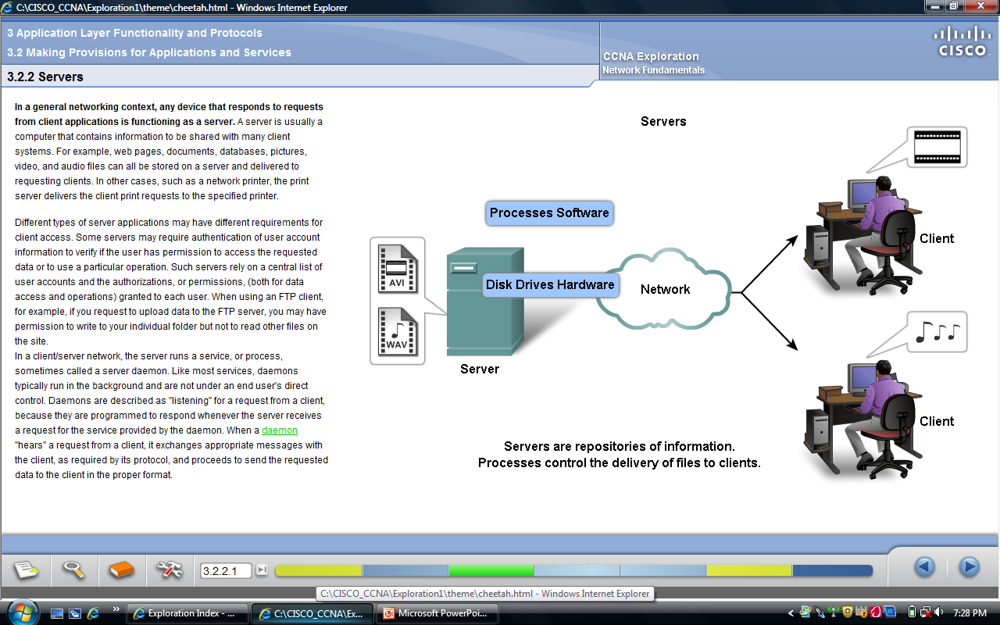 C:\CISCO_CCNA\Exploration1\theme\cheetah.html - Windows Internet Explorer
3 Application Layer Functionality and Protocols
3.2 Making Provisions for Applications and Services
CCNA Exploration
Network Fundamentals
CISCO
3.2.2 Servers
In a general networking context, any device that responds to requests
from client applications is functioning as a server. A server is usually a
computer that contains information to be shared with many client
systems. For example, web pages, documents, databases, pictures,
video, and audio files can all be stored on a server and delivered to
requesting clients. In other cases, such as a network printer, the print
server delivers the client print requests to the specified printer.
Different types of server applications may have different requirements for
client access. Some servers may require authentication of user account
information to verify if the user has permission to access the requested
data or to use a particular operation. Such servers rely on a central list of
user accounts and the authorizations, or permissions, (both for data
access and operations) granted to each user. When using an FTP client,
for example, if you request to upload data to the FTP server, you may have
permission to write to your individual folder but not to read other files on
the site.
In a client/server network, the server runs a service, or process,
sometimes called a server daemon. Like most services, daemons
typically run in the background and are not under an end user's direct
control. Daemons are described as "listening" for a request from a client,
because they are programmed to respond whenever the server receives
a request for the service provided by the daemon. When a daemon
"hears" a request from a client, it exchanges appropriate messages with
the client, as required by its protocol, and proceeds to send the requested
data to the client in the proper format.
Servers
Processes Software
Disk Drives Hardware
AVI
WAV
Server
Network
Client
Client
Servers are repositories of information.
Processes control the delivery of files to clients.
3.2.2.1
C:\CISCO_CCNA\Exploration1\theme\cheetah.html - Windows Internet Explorer
Exploration Index - ...
C:\CISCO_CCNA\Ex...
Microsoft PowerPoi...
7:28 PM